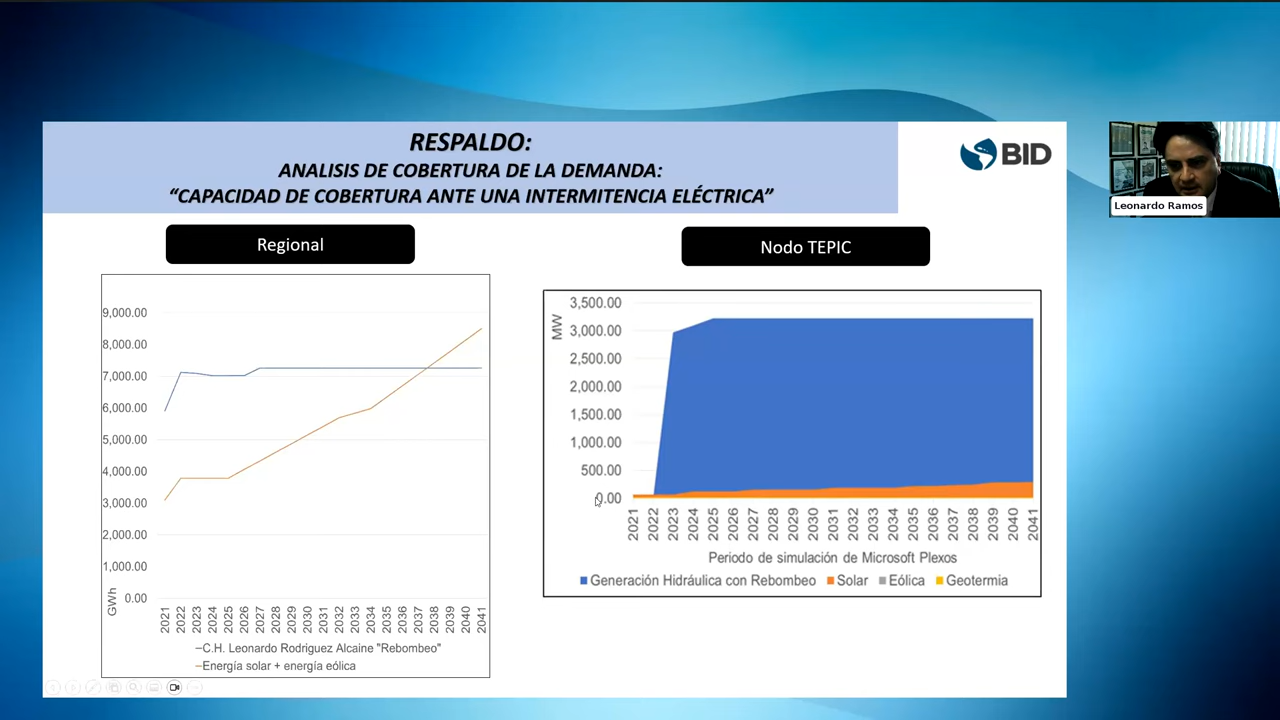 RESPALDO:
ANALISIS DE COBERTURA DE LA DEMANDA:
“CAPACIDAD DE COBERTURA ANTE UNA INTERMITENCIA ELÉCTRICA”
BID
Leonardo Ramos
Regional
Nodo TEPIC
9,000.00
8,000.00
7,000.00
6,000.00
5,000.00
4,000.00
3,000.00
2,000.00
1,000.00
0.00
GWh
2021 2022 2023 2024 2025 2026 2027 2028 2029 2030 2031 2032 2033 2034 2035 2036 2037 2038 2039 2040 2041
C.H. Leonardo Rodriguez Alcaine "Rebombeo"
Energía solar + energía eólica
MW
3,500.00
3,000.00
2,500.00
2,000.00
1,500.00
1,000.00
500.00
0.00
2021 2022 2023 2024 2025 2026 2027 2028 2029 2030 2031 2032 2033 2034 2035 2036 2037 2038 2039 2040 2041
Periodo de simulación de Microsoft Plexos
Generación Hidráulica con Rebombeo Solar Eólica Geotermia